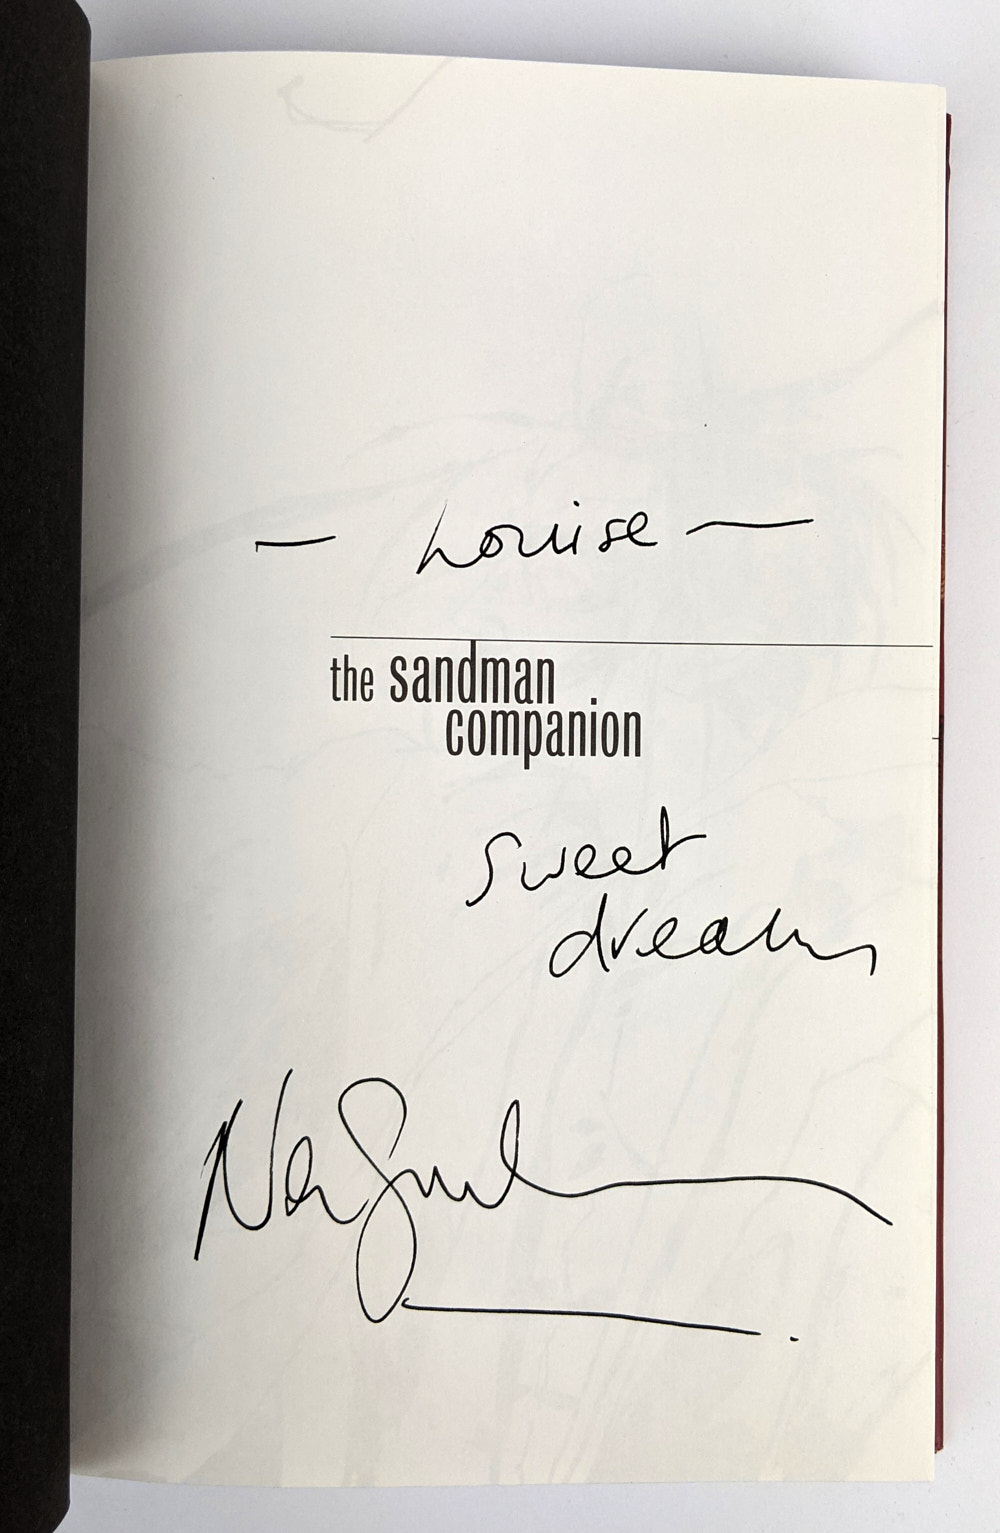 - Louise -
the sandman
companion
sweet
dreams